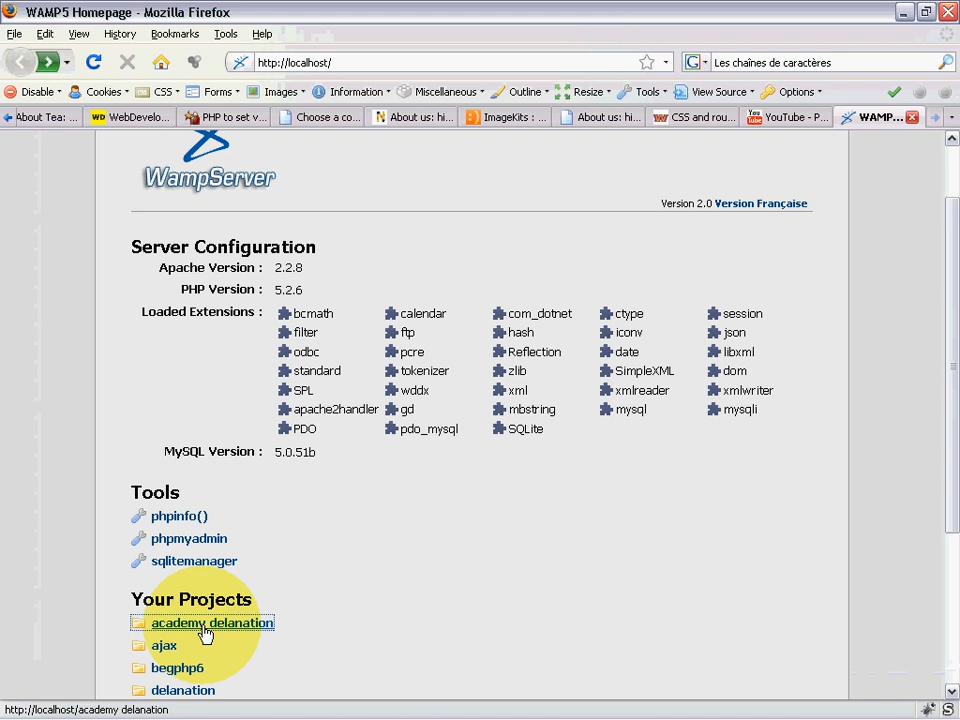 WAMP5 Homepage - Mozilla Firefox
File Edit View History Bookmarks Tools Help
http://localhost/ G Les chaînes de caractères
Disable Cookies CSS Forms Images Information Miscellaneous Outline Resize Tools View Source Options
About Tea: ... WD WebDevelo... PHP to set v... Choose a co... N About us: hi... ImageKits : ... About us: hi... CSS and rou... You Tube YouTube - P... WAMP...
WampServer
Version 2.0 Version Française
Server Configuration
Apache Version : 2.2.8
PHP Version : 5.2.6
Loaded Extensions : bcmath calendar com_dotnet ctype session
filter ftp hash iconv json
odbc pcre Reflection date libxml
standard tokenizer zlib SimpleXML dom
SPL wddx xml xmlreader xmlwriter
apache2handler gd mbstring mysql mysqli
PDO pdo_mysql SQLite
MySQL Version : 5.0.51b
Tools
phpinfo()
phpmyadmin
sqlitemanager
Your Projects
academy delanation
ajax
begphp6
delanation
http://localhost/academy delanation